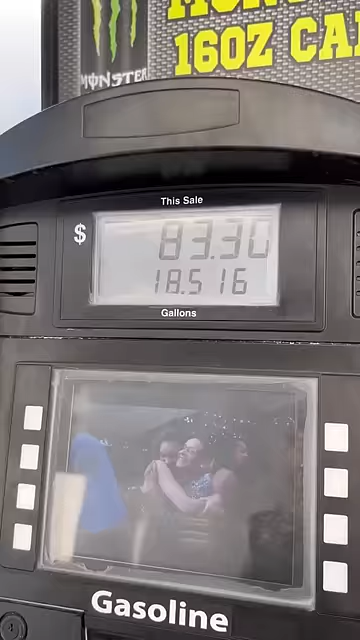 MONSTER
16OZ CA
This Sale
$
83.30
18.516
Gallons
Gasoline